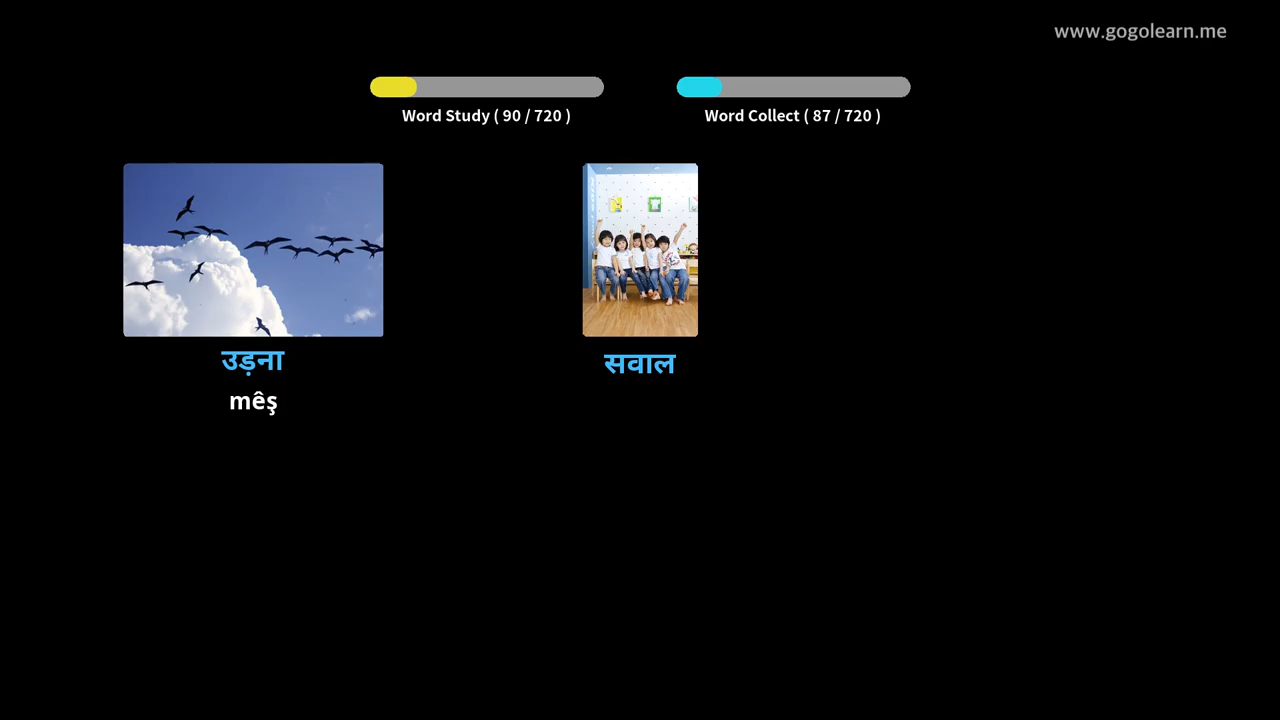 www.gogolearn.me
Word Study ( 90 / 720 )
Word Collect ( 87 / 720 )
उड़ना
सवाल
mêş